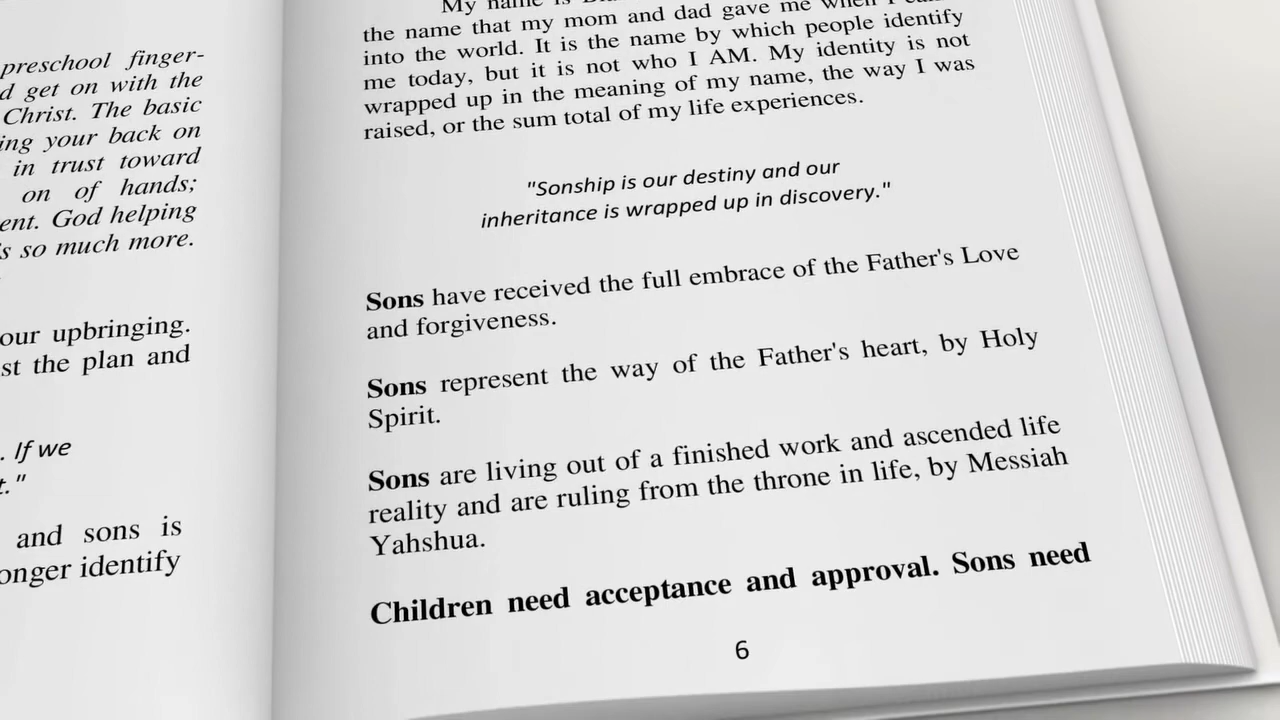 preschool finger-
d get on with the
Christ. The basic
ing your back on
in trust toward
on of hands;
ent. God helping
s so much more.
our upbringing.
st the plan and
. If we
t."
and sons is
onger identify
My name is
the name that my mom and dad gave me when I
into the world. It is the name by which people identify
me today, but it is not who I AM. My identity is not
wrapped up in the meaning of my name, the way I was
raised, or the sum total of my life experiences.
"Sonship is our destiny and our
inheritance is wrapped up in discovery."
Sons have received the full embrace of the Father's Love
and forgiveness.
Sons represent the way of the Father's heart, by Holy
Spirit.
Sons are living out of a finished work and ascended life
reality and are ruling from the throne in life, by Messiah
Yahshua.
Children need acceptance and approval. Sons need
6